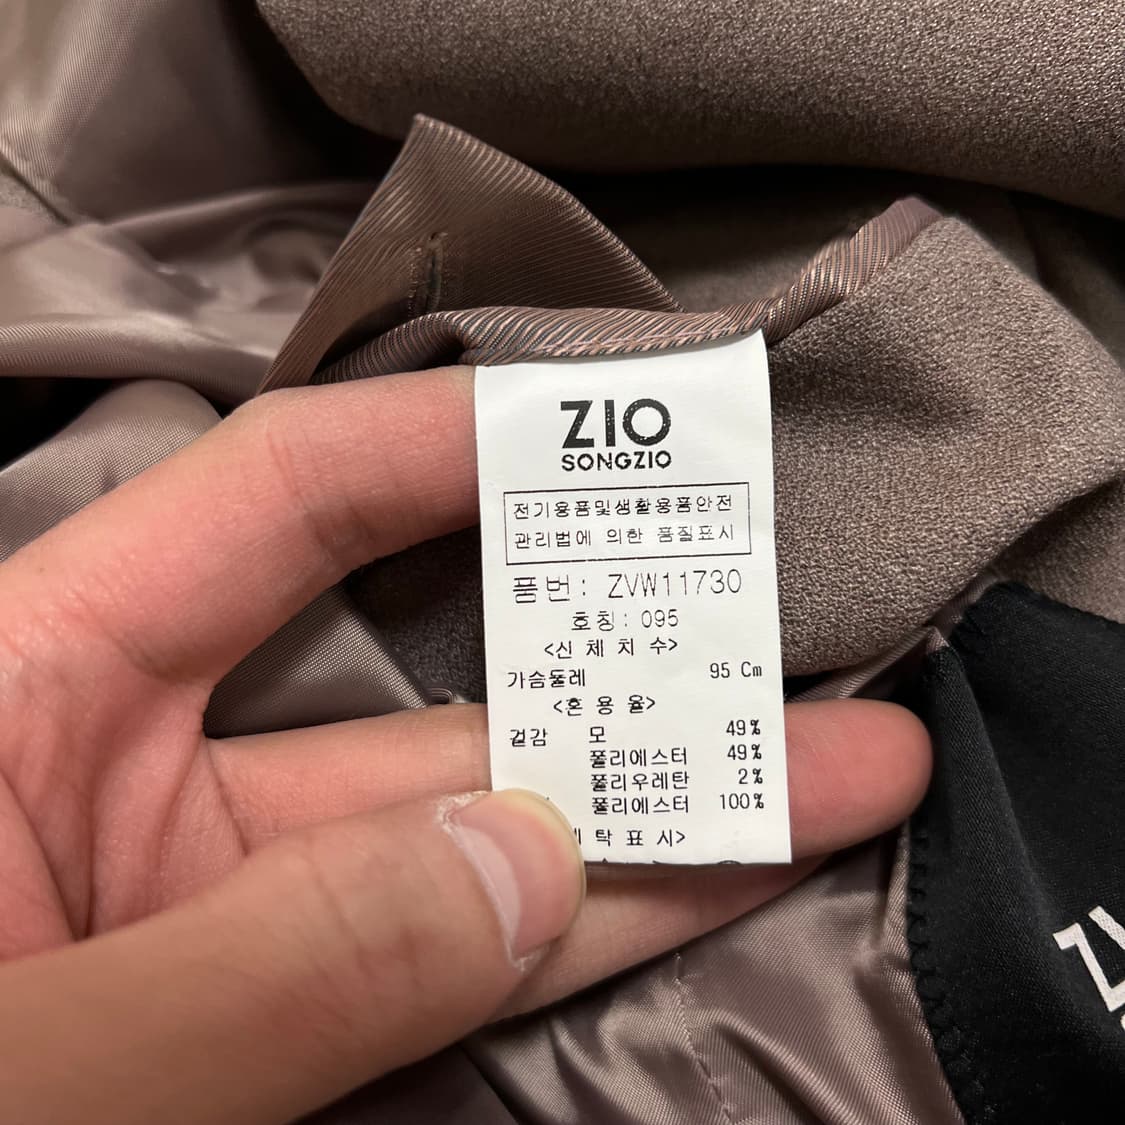 ZIO
SONGZIO
전기용품및생활용품안전
관리법에 의한 품질표시
품번: ZVW11730
호칭: 095
<신 체 치 수>
가슴둘레 95 Cm
<혼 용 율>
겉감 모 49%
폴리에스터 49%
폴리우레탄 2%
폴리에스터 100%
탁 표 시>